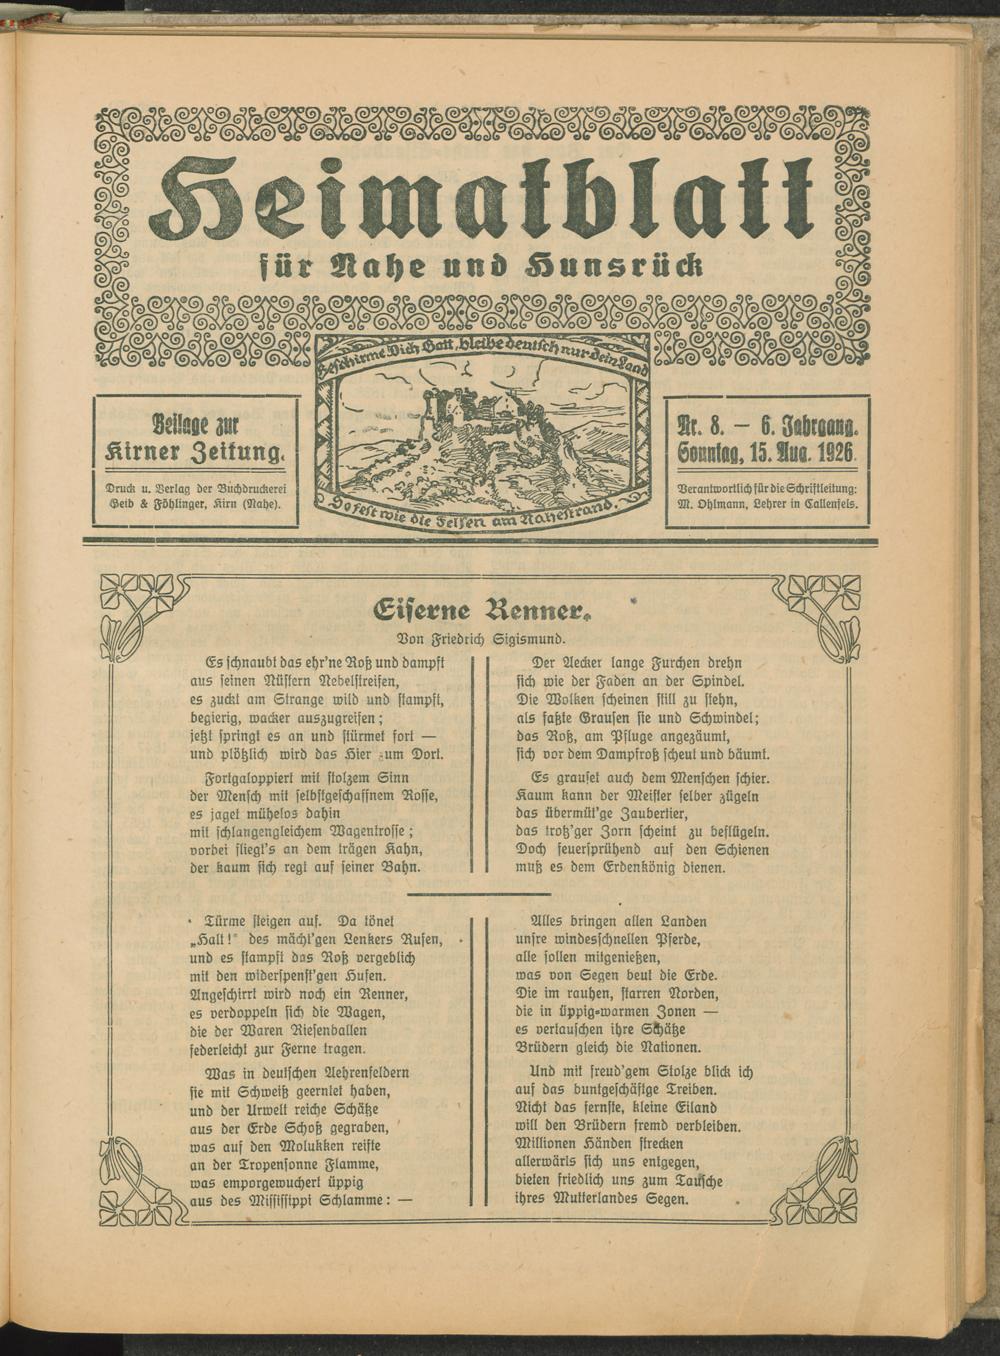 Heimatblatt
für Nahe und Hunsrück
Beschirme Dich Gott, bleibe deutsch nur dein Land
So fest wie die Felsen am Nahestrand.
Beilage zur
Kirner Zeitung.
Druck u. Verlag der Buchdruckerei
Geib & Föhlinger, Kirn (Nahe).
Nr. 8. — 6. Jahrgang.
Sonntag, 15. Aug. 1926.
Verantwortlich für die Schriftleitung:
M. Ohlmann, Lehrer in Callenfels.
Eiserne Renner.
Von Friedrich Sigismund.
Es schnaubt das ehr'ne Roß und dampft
aus seinen Nüstern Nebelstreifen,
es zuckt am Strange wild und stampft,
begierig, wacker auszugreifen;
jetzt springt es an und stürmet fort —
und plötzlich wird das Hier zum Dort.
Fortgaloppiert mit stolzem Sinn
der Mensch mit selbstgeschaffnem Rosse,
es jaget mühelos dahin
mit schlangengleichem Wagentrosse;
vorbei fliegt's an dem trägen Kahn,
der kaum sich regt auf seiner Bahn.
Der Aecker lange Furchen drehn
sich wie der Faden an der Spindel.
Die Wolken scheinen still zu stehn,
als faßte Grausen sie und Schwindel;
das Roß, am Pfluge angezäumt,
sich vor dem Dampfroß scheut und bäumt.
Es grauset auch dem Menschen schier.
Kaum kann der Meister selber zügeln
das übermüt'ge Zaubertier,
das trotz'ger Zorn scheint zu beflügeln.
Doch feuersprühend auf den Schienen
muß es dem Erdenkönig dienen.
Türme steigen auf. Da tönet
„Halt!" des mächt'gen Lenkers Rufen,
und es stampft das Roß vergeblich
mit den widerspenst'gen Hufen.
Angeschirrt wird noch ein Renner,
es verdoppeln sich die Wagen,
die der Waren Riesenballen
federleicht zur Ferne tragen.
Was in deutschen Aehrenfeldern
sie mit Schweiß geerntet haben,
und der Urwelt reiche Schätze
aus der Erde Schoß gegraben,
was auf den Molukken reifte
an der Tropensonne Flamme,
was emporgewuchert üppig
aus des Mississippi Schlamme: —
Alles bringen allen Landen
unsre windesschnellen Pferde,
alle sollen mitgenießen,
was von Segen beut die Erde.
Die im rauhen, starren Norden,
die in üppig-warmen Zonen —
es vertauschen ihre Schätze
Brüdern gleich die Nationen.
Und mit freud'gem Stolze blick ich
auf das buntgeschäftge Treiben.
Nicht das fernste, kleine Eiland
will den Brüdern fremd verbleiben.
Millionen Händen strecken
allerwärts sich uns entgegen,
bieten friedlich uns zum Tausche
ihres Mutterlandes Segen.